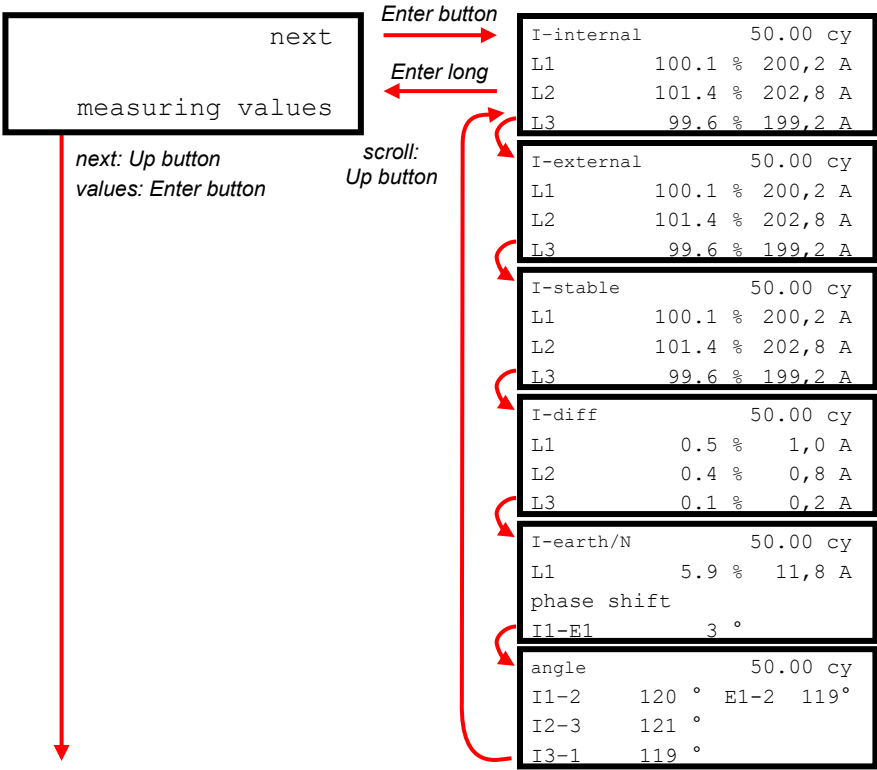 next
measuring values
Enter button
Enter long
next: Up button
values: Enter button
scroll:
Up button
I-internal 50.00 cy
L1 100.1 % 200,2 A
L2 101.4 % 202,8 A
L3 99.6 % 199,2 A
I-external 50.00 cy
L1 100.1 % 200,2 A
L2 101.4 % 202,8 A
L3 99.6 % 199,2 A
I-stable 50.00 cy
L1 100.1 % 200,2 A
L2 101.4 % 202,8 A
L3 99.6 % 199,2 A
I-diff 50.00 cy
L1 0.5 % 1,0 A
L2 0.4 % 0,8 A
L3 0.1 % 0,2 A
I-earth/N 50.00 cy
L1 5.9 % 11,8 A
phase shift
I1-E1 3 °
angle 50.00 cy
I1-2 120 ° E1-2 119°
I2-3 121 °
I3-1 119 °